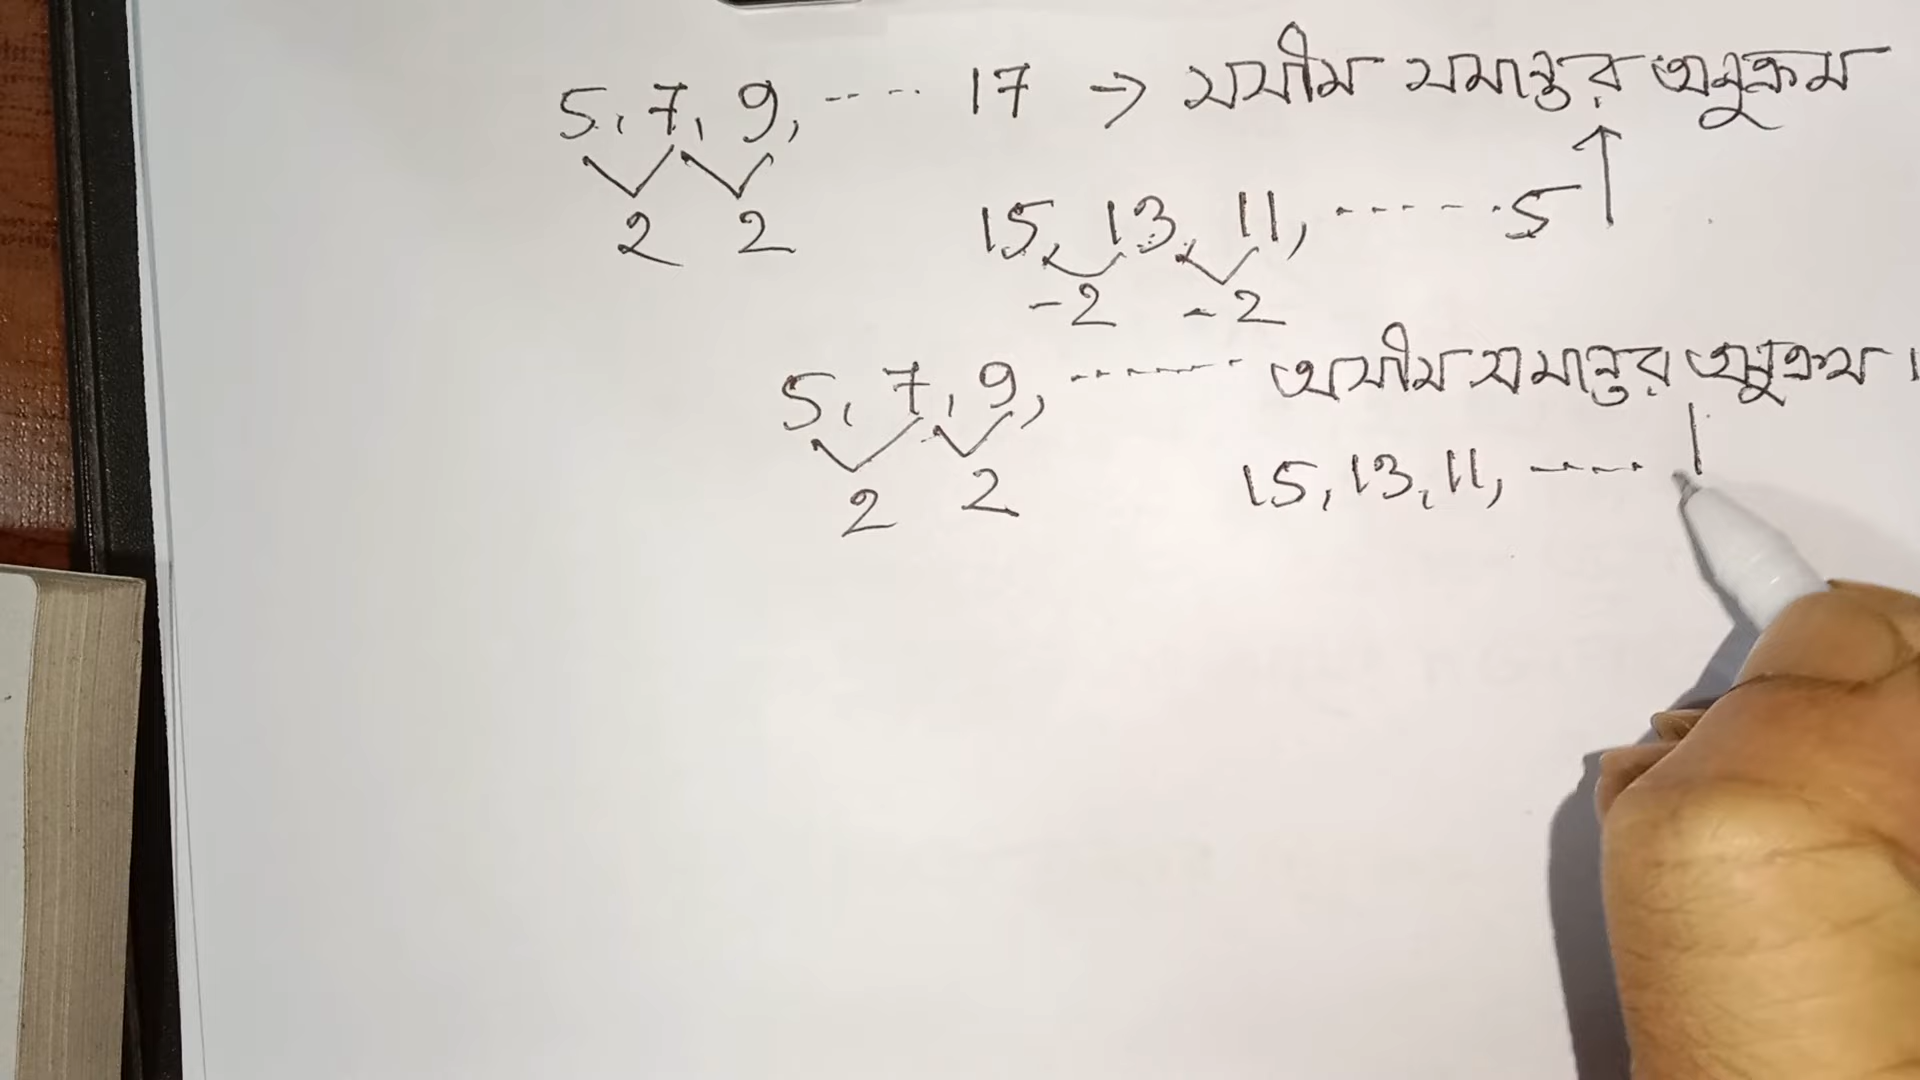 5, 7, 9, ---- 17 → সসীম সমান্তর অনুক্রম
2 2
15, 13, 11, ------ 5
-2 -2
5, 7, 9, ------- অসীম সমান্তর অনুক্রম ।
2 2
15, 13, 11, ----